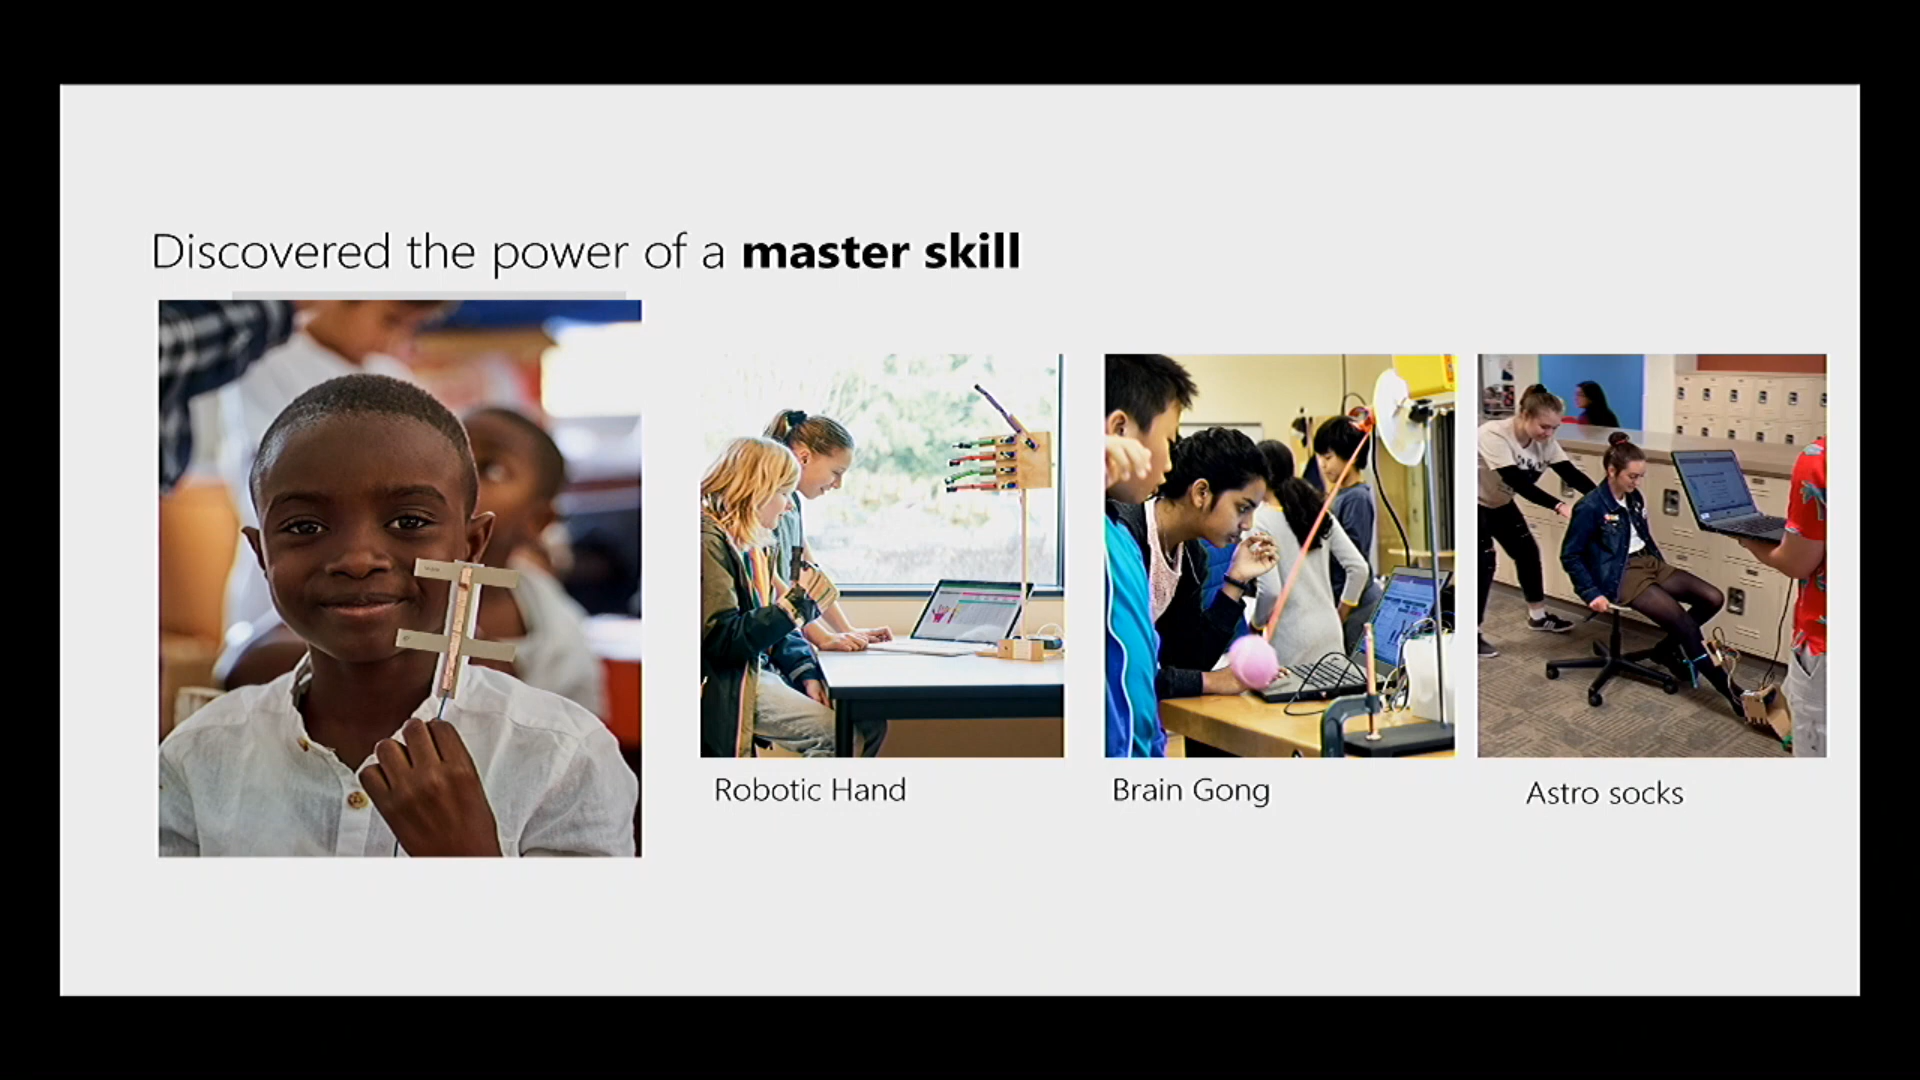 Discovered the power of a master skill
Robotic Hand
Brain Gong
Astro socks